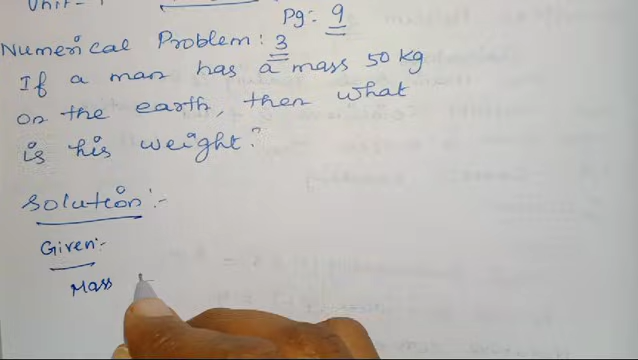 Unit-1
Pg:- 9
Numerical Problem: 3
If a man has a mass 50 kg
on the earth, then what
is his weight?
Solution:-
Given:-
Mass